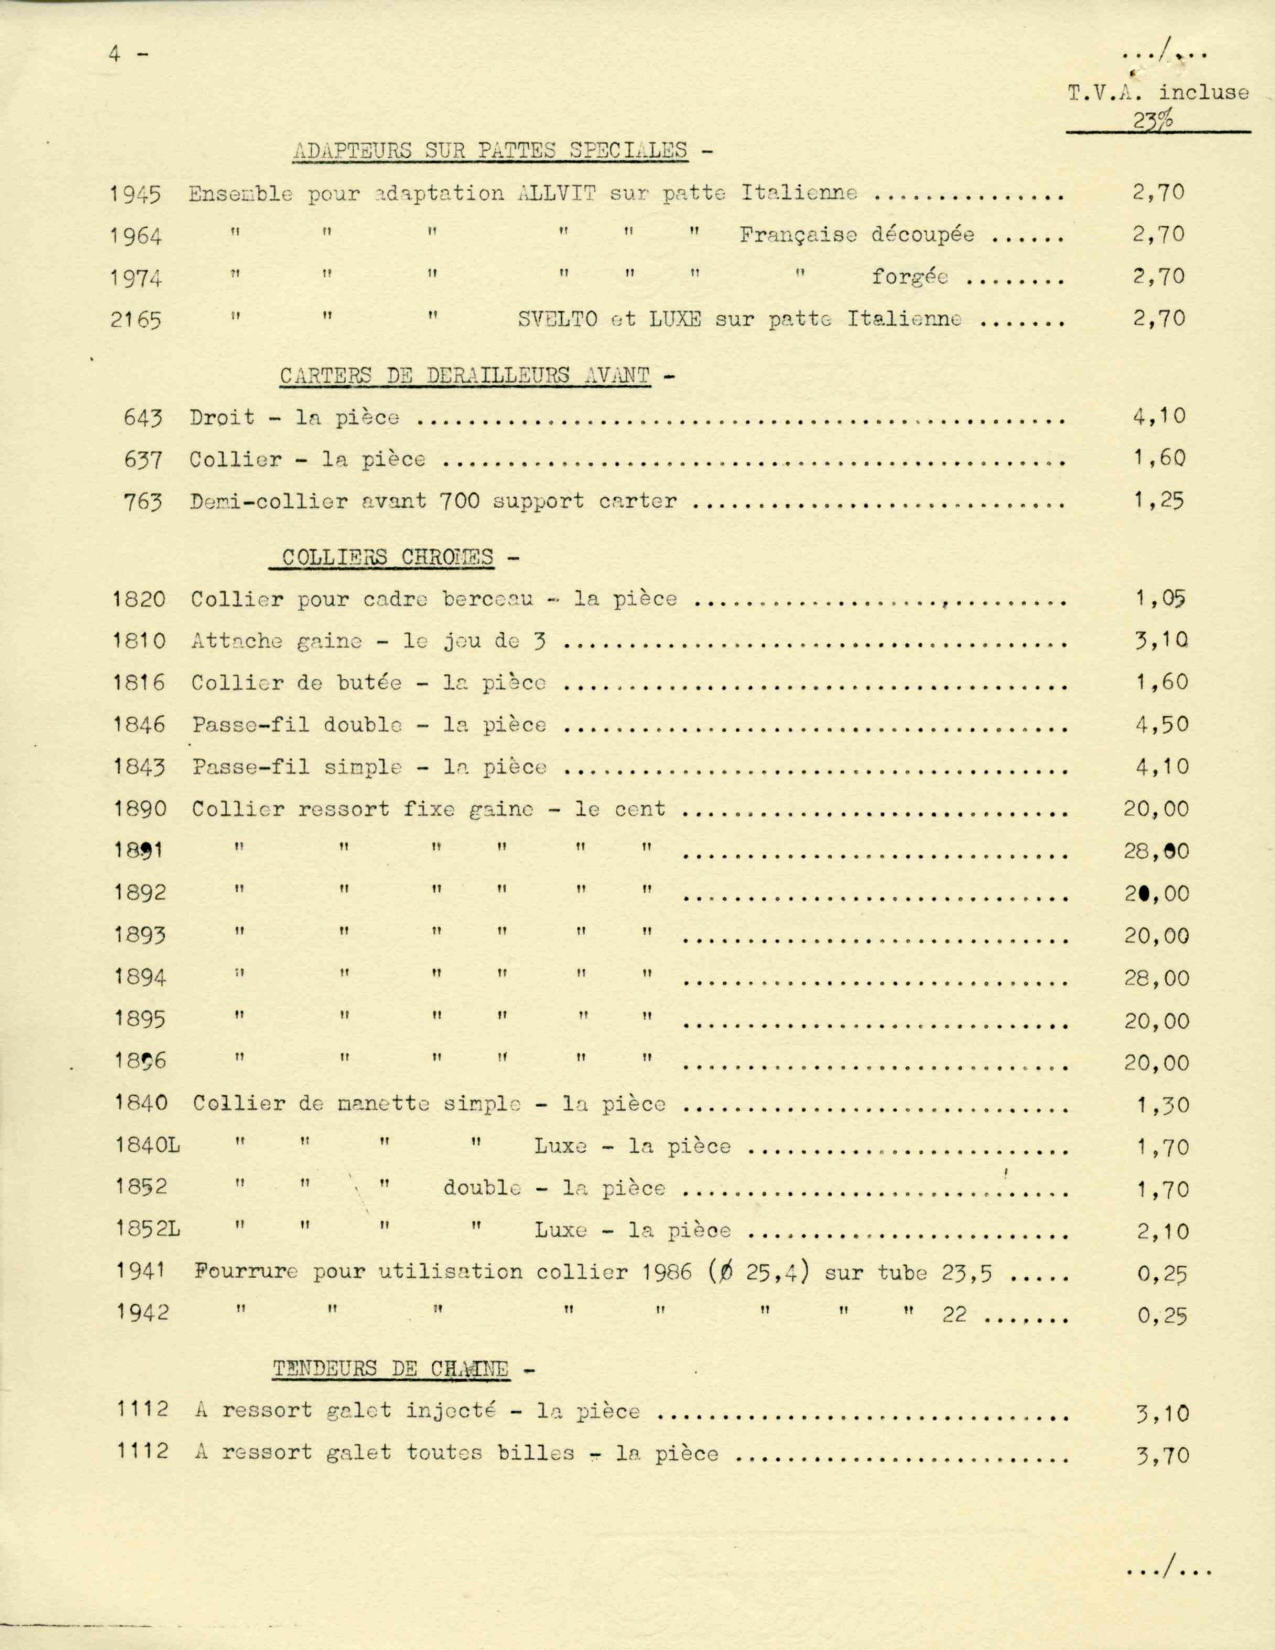 4 -
.../...
T.V.A. incluse
23%
ADAPTEURS SUR PATTES SPECIALES -
1945 Ensemble pour adaptation ALLVIT sur patte Italienne ............... 2,70
1964 " " " " " " Française découpée ...... 2,70
1974 " " " " " " " forgée ........ 2,70
2165 " " " SVELTO et LUXE sur patte Italienne ....... 2,70
CARTERS DE DERAILLEURS AVANT -
643 Droit - la pièce .................................................. 4,10
637 Collier - la pièce ................................................ 1,60
763 Demi-collier avant 700 support carter ............................. 1,25
COLLIERS CHROMES -
1820 Collier pour cadre berceau - la pièce ............................. 1,05
1810 Attache gaine - le jeu de 3 ....................................... 3,10
1816 Collier de butée - la pièce ....................................... 1,60
1846 Passe-fil double - la pièce ....................................... 4,50
1843 Passe-fil simple - la pièce ....................................... 4,10
1890 Collier ressort fixe gaine - le cent .............................. 20,00
1891 " " " " " " .............................. 28,00
1892 " " " " " " .............................. 20,00
1893 " " " " " " .............................. 20,00
1894 " " " " " " .............................. 28,00
1895 " " " " " " .............................. 20,00
1896 " " " " " " .............................. 20,00
1840 Collier de manette simple - la pièce .............................. 1,30
1840L " " " " Luxe - la pièce ......................... 1,70
1852 " " " double - la pièce .............................. 1,70
1852L " " " " Luxe - la pièce ......................... 2,10
1941 Fourrure pour utilisation collier 1986 (Ø 25,4) sur tube 23,5 ..... 0,25
1942 " " " " " " " " 22 ....... 0,25
TENDEURS DE CHAINE -
1112 A ressort galet injecté - la pièce ................................ 3,10
1112 A ressort galet toutes billes - la pièce .......................... 3,70
.../...